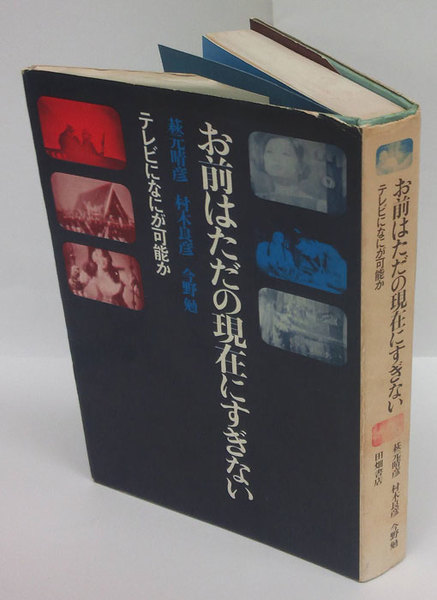 お前はただの現在にすぎない
萩元晴彦 村木良彦 今野勉
テレビになにが可能か
お前はただの現在にすぎない
テレビになにが可能か
萩元晴彦 村木良彦 今野勉
田畑書店